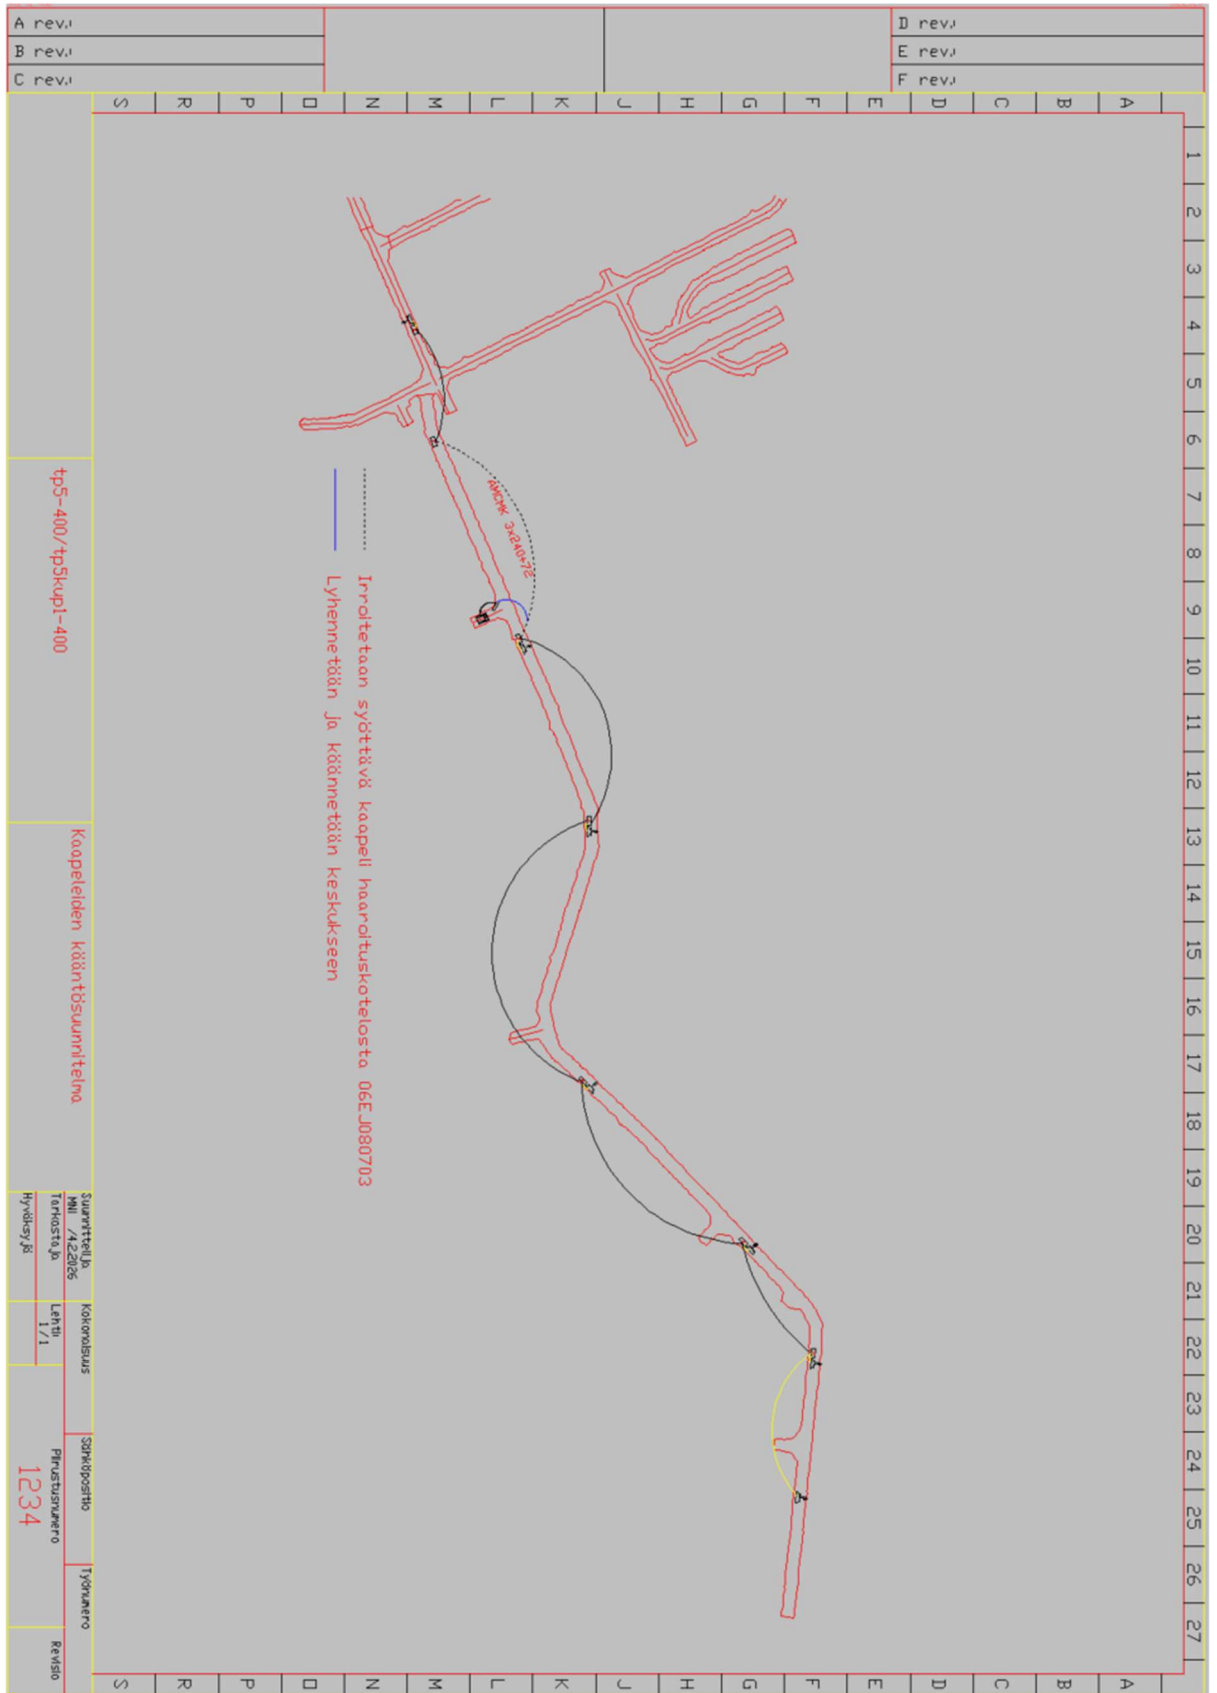 A rev.:
B rev.:
C rev.:
D rev.:
E rev.:
F rev.:
S R P O N M L K J H G F E D C B A
1
2
3
4
5
6
7
8
9
10
11
12
13
14
15
16
17
18
19
20
21
22
23
24
25
26
27
AMCMK 3x240+72
Irroitetaan syöttävä kaapeli haaroituskotelosta 06EJ080703
Lyhennetään ja käännetään keskukseen
tp5-400/tp5kup1-400
Kaapeleiden kääntösuunnitelma
Suunnittelija
MNI /4.2.2026
Tarkastaja
Hyväksyjä
Kokonaisuus
Lehti
1/1
Sähköpositio
Piirustusnumero
1234
Työnumero
Revisio
S R P O N M L K J H G F E D C B A